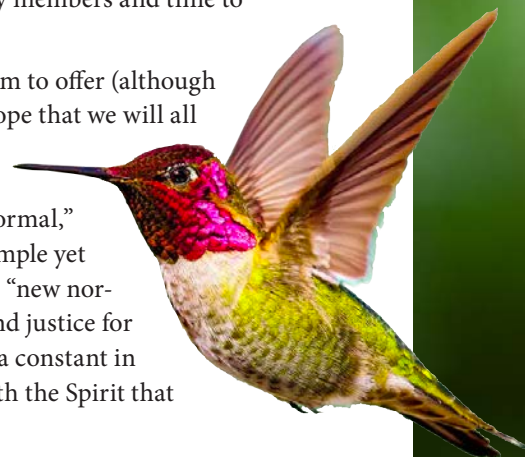 members and time to
m to offer (although
ope that we will all
ormal,”
mple yet
“new nor-
nd justice for
a constant in
th the Spirit that